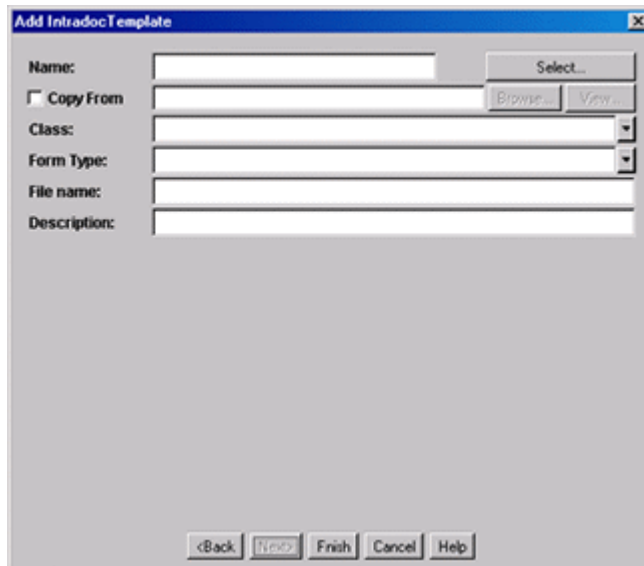 Add IntradocTemplate
Name: Select...
Copy From Browse... View...
Class:
Form Type:
File name:
Description:
<Back Next> Finish Cancel Help